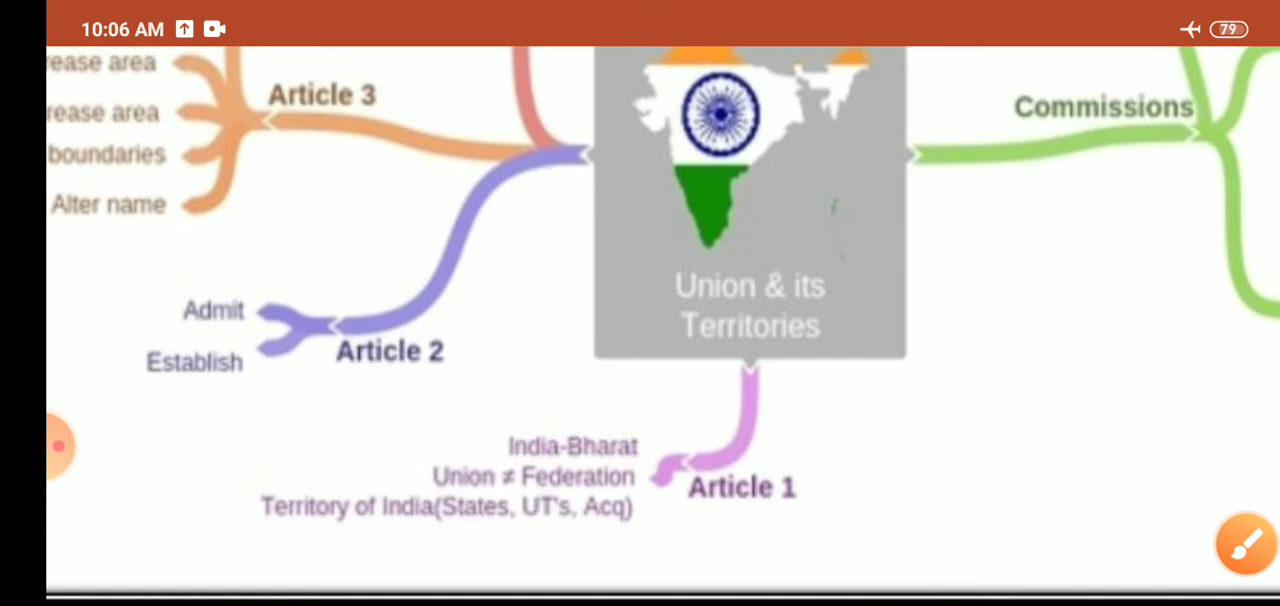 10:06 AM
79
rease area
Article 3
rease area
boundaries
Alter name
Commissions
Union & its
Territories
Admit
Article 2
Establish
India-Bharat
Union ≠ Federation
Territory of India(States, UT's, Acq)
Article 1